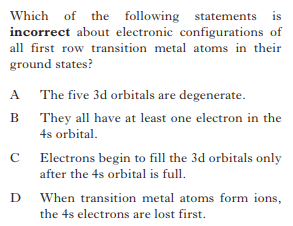 Which of the following statements is
incorrect about electronic configurations of
all first row transition metal atoms in their
ground states?
A The five 3d orbitals are degenerate.
B They all have at least one electron in the
4s orbital.
C Electrons begin to fill the 3d orbitals only
after the 4s orbital is full.
D When transition metal atoms form ions,
the 4s electrons are lost first.